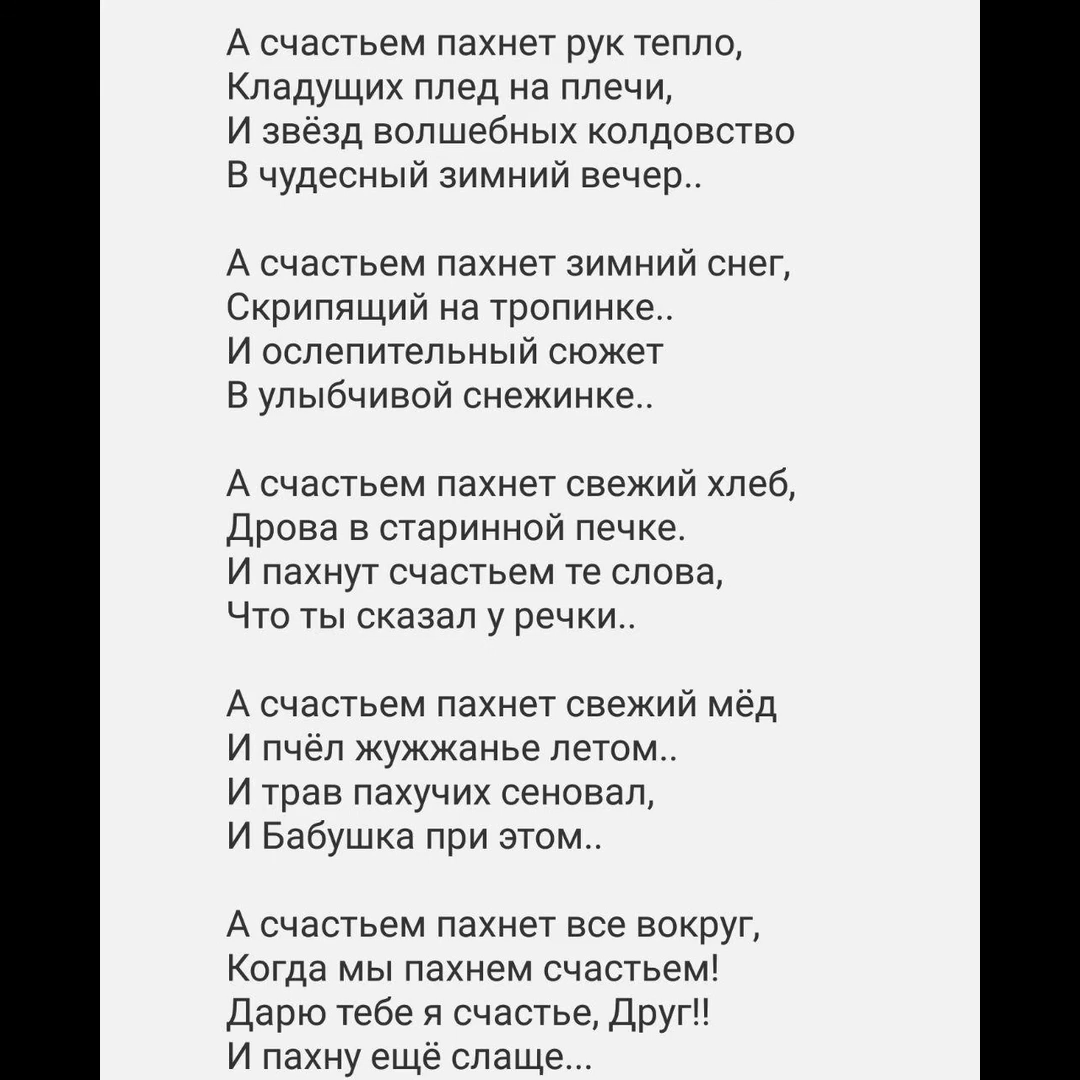 А счастьем пахнет рук тепло,
Кладущих плед на плечи,
И звёзд волшебных колдовство
В чудесный зимний вечер..
А счастьем пахнет зимний снег,
Скрипящий на тропинке..
И ослепительный сюжет
В улыбчивой снежинке..
А счастьем пахнет свежий хлеб,
Дрова в старинной печке.
И пахнут счастьем те слова,
Что ты сказал у речки..
А счастьем пахнет свежий мёд
И пчёл жужжанье летом..
И трав пахучих сеновал,
И Бабушка при этом..
А счастьем пахнет все вокруг,
Когда мы пахнем счастьем!
Дарю тебе я счастье, Друг!!
И пахну ещё слаще...